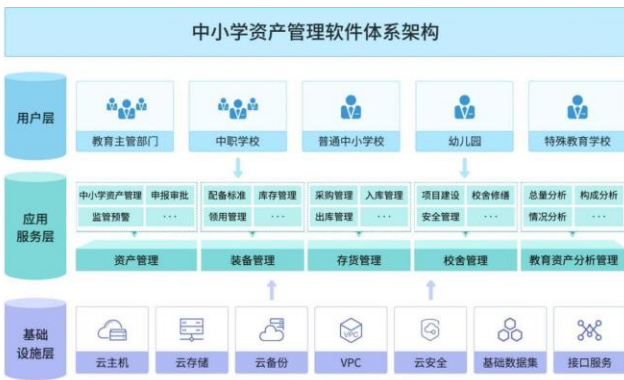 中小学资产管理软件体系架构
用户层
教育主管部门
中职学校
普通中小学校
幼儿园
特殊教育学校
应用
服务层
中小学资产管理 申报审批
监管预警 ···
配备标准 库存管理
领用管理 ···
采购管理 入库管理
出库管理 ···
项目建设 校舍修缮
安全管理 ···
总量分析 构成分析
情况分析 ···
资产管理
装备管理
存货管理
校舍管理
教育资产分析管理
基础
设施层
云主机
云存储
云备份
VPC
VPC
云安全
基础数据集
接口服务